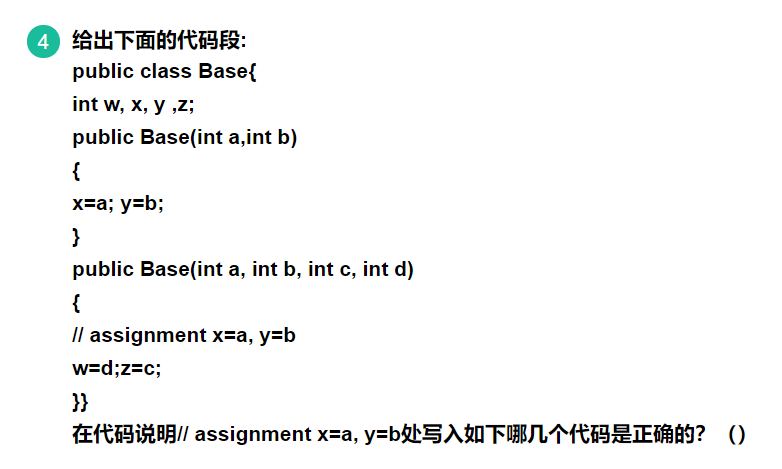 4 给出下面的代码段:
public class Base{
int w, x, y ,z;
public Base(int a,int b)
{
x=a; y=b;
}
public Base(int a, int b, int c, int d)
{
// assignment x=a, y=b
w=d;z=c;
}}
在代码说明// assignment x=a, y=b处写入如下哪几个代码是正确的？（）